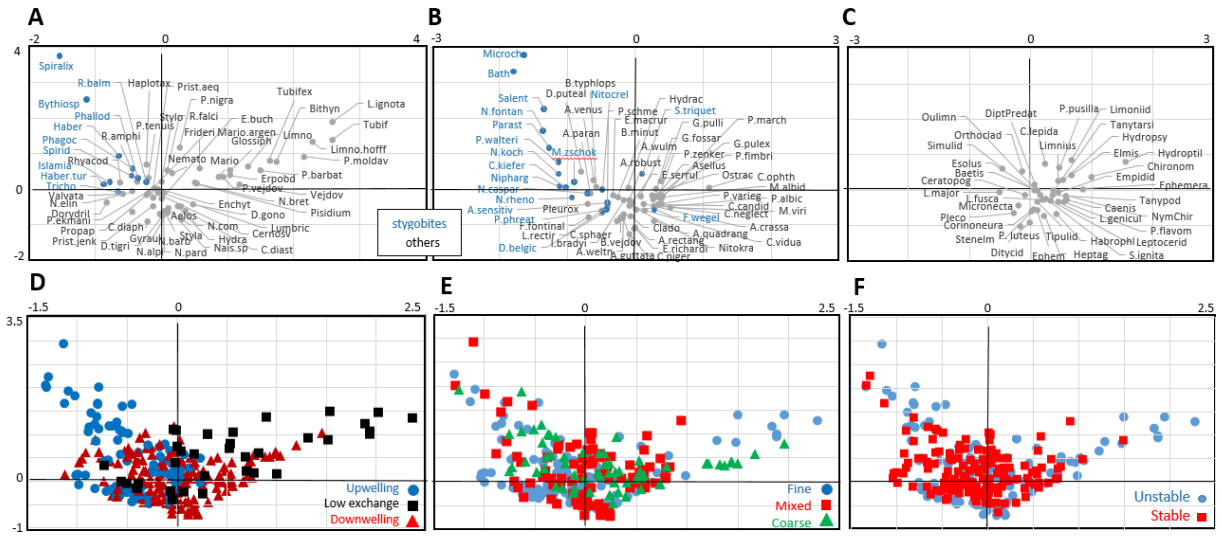 A
B
C
-2 0 3
-3 0 3
-3 0 3
4
0
-2
Spiralix
R.balm
Haplotax
Prist.aeq
P.nigra
Tubifex
Bithyn
L.ignota
Bythiosp
Phallod
Stylo
R.falci
E.buch
Tubif
Haber
P.tenuis
Frideri
Mario.argen
Limno
R.amphi
Glossiph
Limno.hofff
Phagoc
Spirid
Nemato
Mario
P.moldav
Islamia
Rhyacod
Erpobd
P.barbat
Haber.tur
P.vejdov
Tricho
Vejdov
Valvata
N.bret
N.elin
Enchyt
Pisidium
Dorydril
Aelos
D.gono
P.ekmani
N.com
Lumbric
Propap
C.diaph
Cernosv
Styla
Prist.jenk
Gyrau
N.barb
Hydra
D.tigri
Nais.sp
N.alpi
N.pard
C.diast
stygobites
others
Microch
Bath
B.typhlops
D.puteal
Nitocrel
Salent
Hydrac
N.fontan
A.venus
P.schme
S.triquet
Parast
E.macrur
G.pulli
P.march
A.paran
B.minut
P.walteri
G.fossar
A.wulm
G.pulex
N.koch
M.zschok
P.zenker
P.fimbri
C.kiefer
A.robust
Asellus
Nipharg
E.serrul
Ostrac
C.ophth
N.caspar
M.albid
P.varieg
N.rheno
P.albic
C.candid
A.sensitiv
Pleurox
C.neglect
M.viri
P.phreat
F.wegel
F.fontinal
Clado
A.crassa
L.rectir
C.sphaer
A.quadrang
D.belgic
I.bradyi
B.vejdov
A.rectang
C.vidua
A.weltn
E.richardi
Nitokra
A.guttata
C.niger
P.pusilla
Limoniid
DiptPredat
Oulimn
Tanytarsi
C.lepida
Orthoclad
Hydropsy
Simulid
Limnius
Elmis
Hydroptil
Esolus
Chironom
Baetis
Empidid
Ceratopog
Ephemera
L.major
L.fusca
Tanypod
Micronecta
Caenis
NymChir
Pleco
L.genicul
Corinoneura
P.flavom
P.luteus
Tipulid
Habrophl
Leptocerid
Stenelm
Ditycid
Ephem
Heptag
S.ignita
D
E
F
-1.5 0 2.5
-1.5 0 2.5
-1.5 0 2.5
3.5
0
-1
Upwelling
Low exchange
Downwelling
Fine
Mixed
Coarse
Unstable
Stable